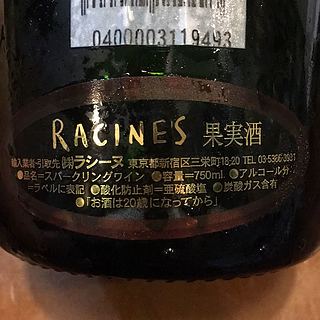 0400003119493
RACINES 果実酒
輸入業者・引取先 ㈱ラシーヌ 東京都新宿区三栄町18-20 TEL 03-5366-3931
●品名=スパークリングワイン ●容量=750ml. ●アルコール分
=ラベルに表記 ●酸化防止剤=亜硫酸塩 ●炭酸ガス含有
●「お酒は20歳になってから」